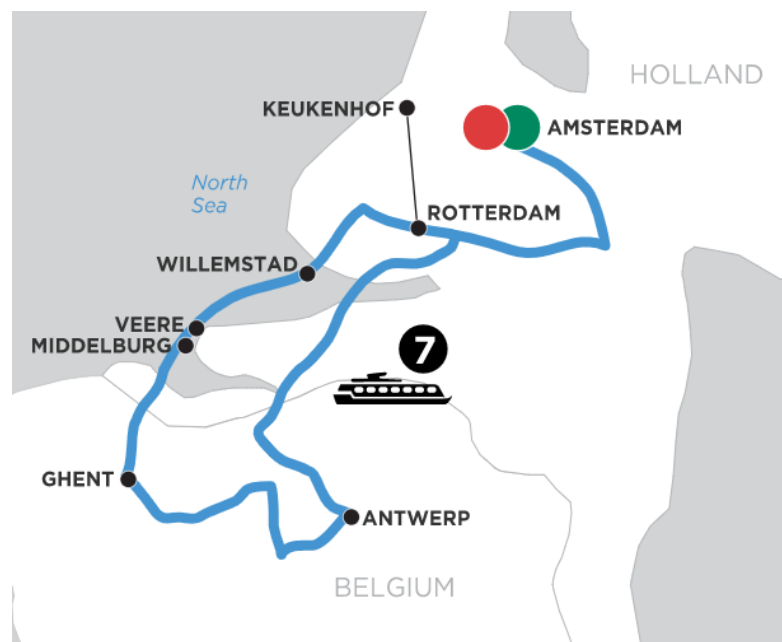 HOLLAND
KEUKENHOF
AMSTERDAM
North
Sea
ROTTERDAM
WILLEMSTAD
VEERE
MIDDELBURG
7
GHENT
ANTWERP
BELGIUM